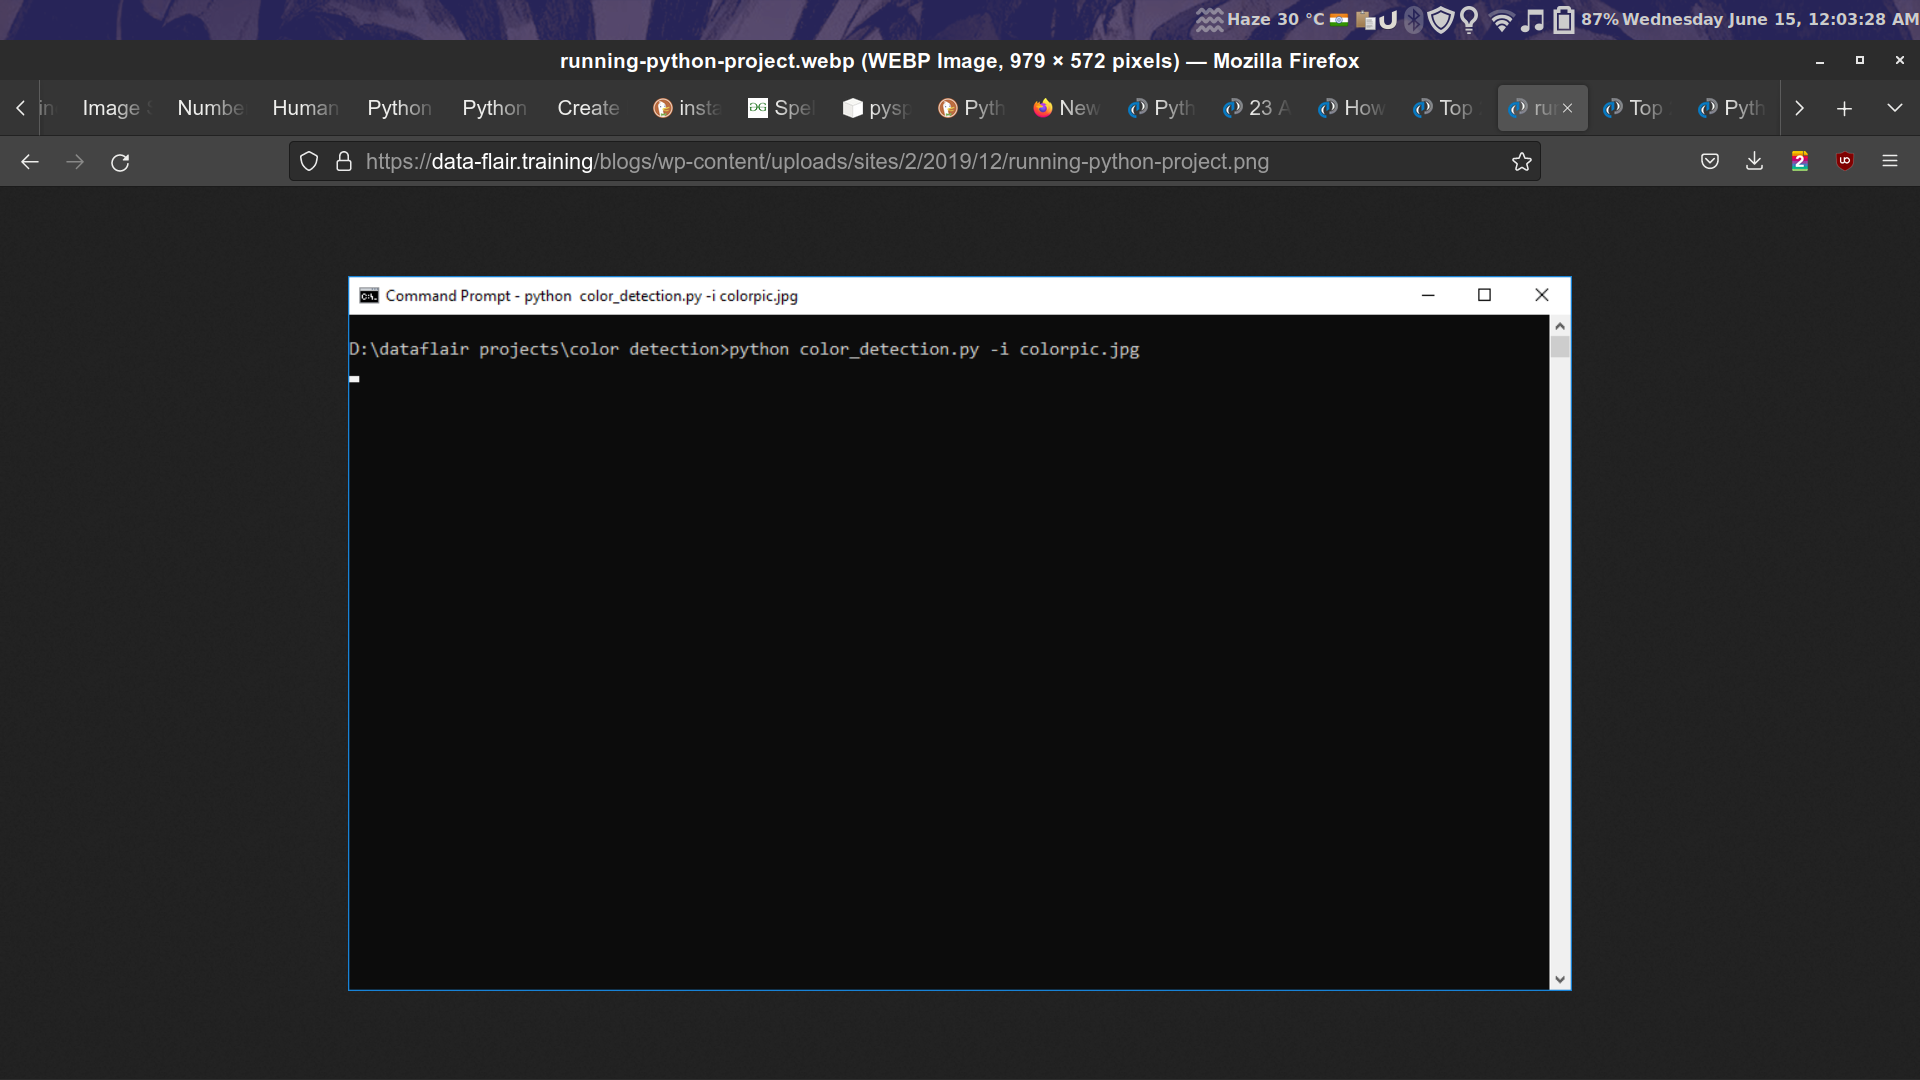 Haze 30 °C 87% Wednesday June 15, 12:03:28 AM
running-python-project.webp (WEBP Image, 979 × 572 pixels) — Mozilla Firefox
Image Numbe Human Python Python Create insta Spel pysp Pyth New Pyth 23 A How Top ru Top Pyth
https://data-flair.training/blogs/wp-content/uploads/sites/2/2019/12/running-python-project.png
Command Prompt - python color_detection.py -i colorpic.jpg
D:\dataflair projects\color detection>python color_detection.py -i colorpic.jpg